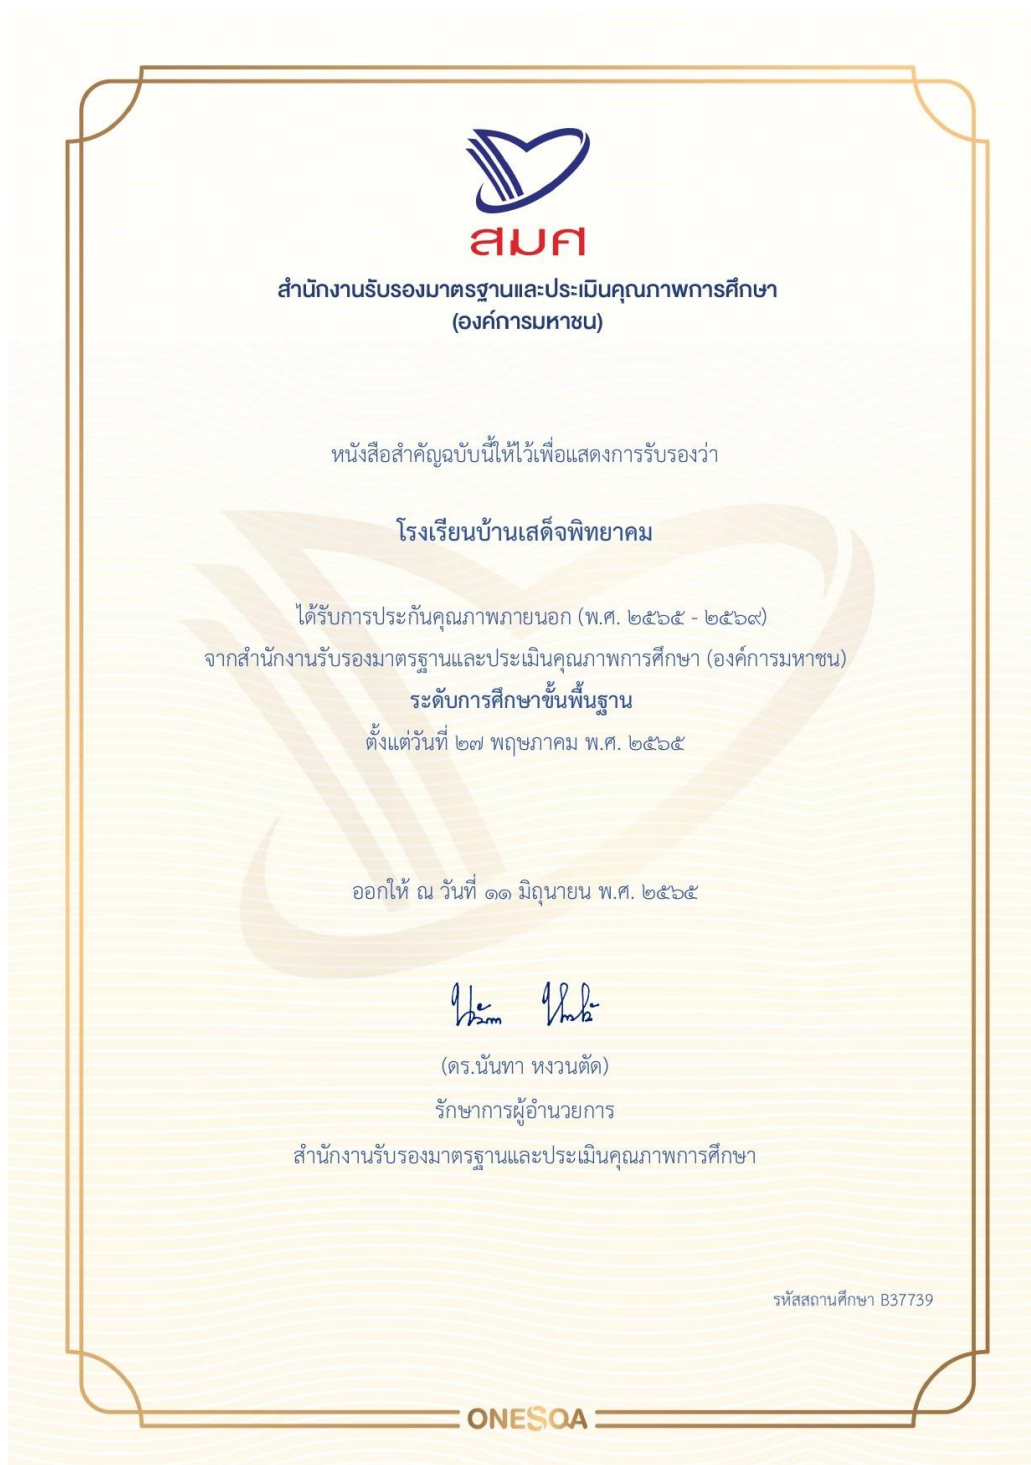 สมศ
สำนักงานรับรองมาตรฐานและประเมินคุณภาพการศึกษา
(องค์การมหาชน)
หนังสือสำคัญฉบับนี้ให้ไว้เพื่อแสดงการรับรองว่า
โรงเรียนบ้านเสด็จพิทยาคม
ได้รับการประกันคุณภาพภายนอก (พ.ศ. ๒๕๖๕ - ๒๕๖๙)
จากสำนักงานรับรองมาตรฐานและประเมินคุณภาพการศึกษา (องค์การมหาชน)
ระดับการศึกษาขั้นพื้นฐาน
ตั้งแต่วันที่ ๒๗ พฤษภาคม พ.ศ. ๒๕๖๕
ออกให้ ณ วันที่ ๑๑ มิถุนายน พ.ศ. ๒๕๖๕
(ดร.นันทา หงวนตัด)
รักษาการผู้อำนวยการ
สำนักงานรับรองมาตรฐานและประเมินคุณภาพการศึกษา
รหัสสถานศึกษา B37739
ONESQA